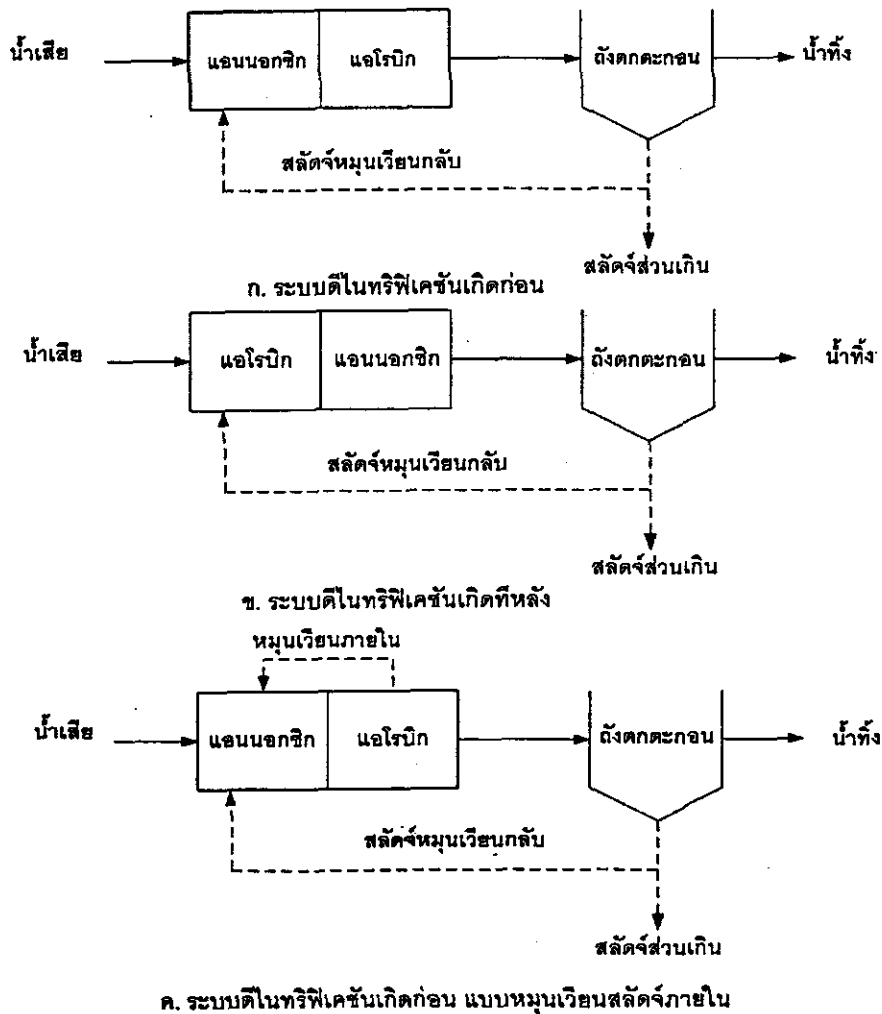 น้ำเสีย
แอนนอกซิก
แอโรบิก
ถังตกตะกอน
น้ำทิ้ง
สลัดจ์หมุนเวียนกลับ
สลัดจ์ส่วนเกิน
ก. ระบบดีไนทริฟิเคชันเกิดก่อน
น้ำเสีย
แอโรบิก
แอนนอกซิก
ถังตกตะกอน
น้ำทิ้ง
สลัดจ์หมุนเวียนกลับ
สลัดจ์ส่วนเกิน
ข. ระบบดีไนทริฟิเคชันเกิดทีหลัง
หมุนเวียนภายใน
น้ำเสีย
แอนนอกซิก
แอโรบิก
ถังตกตะกอน
น้ำทิ้ง
สลัดจ์หมุนเวียนกลับ
สลัดจ์ส่วนเกิน
ค. ระบบดีไนทริฟิเคชันเกิดก่อน แบบหมุนเวียนสลัดจ์ภายใน